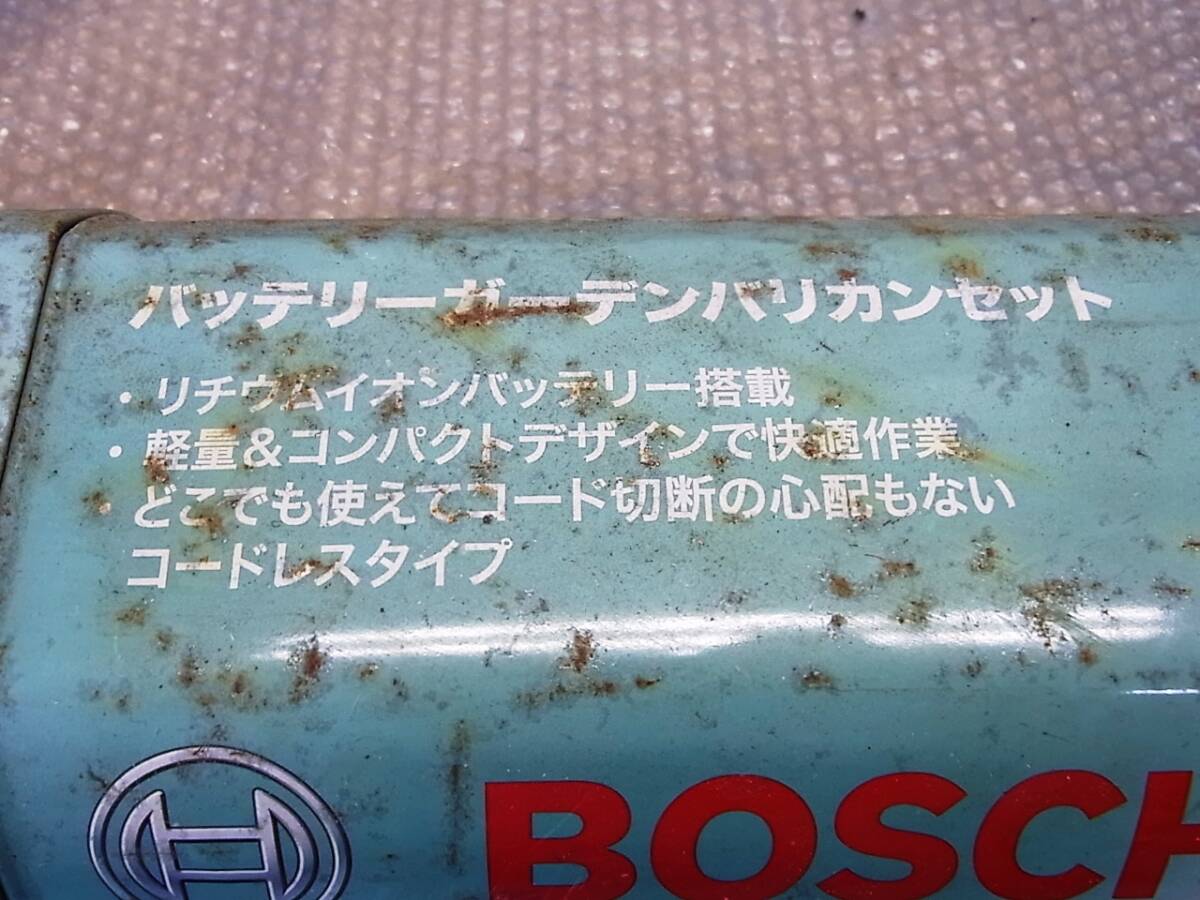 バッテリーガーデンバリカンセット
・リチウムイオンバッテリー搭載
・軽量&コンパクトデザインで快適作業
どこでも使えてコード切断の心配もない
コードレスタイプ
BOSCH